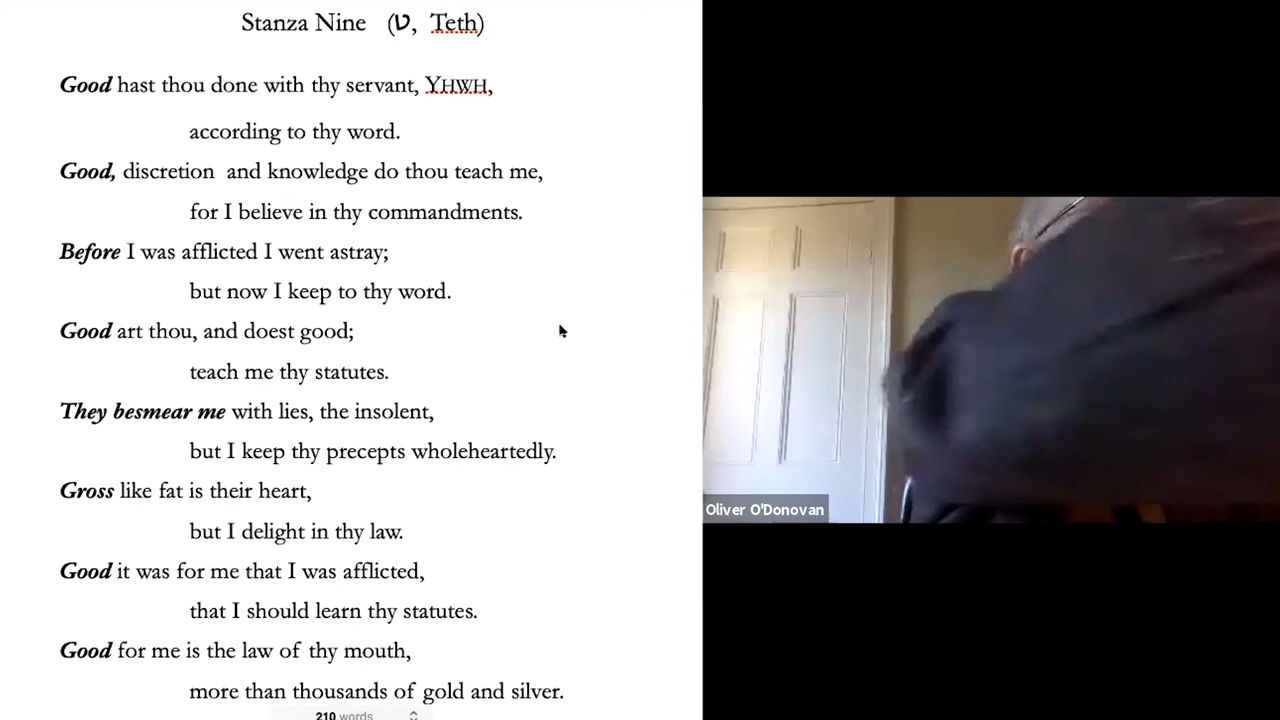 Stanza Nine (ט, Teth)
Good hast thou done with thy servant, YHWH,
according to thy word.
Good, discretion and knowledge do thou teach me,
for I believe in thy commandments.
Before I was afflicted I went astray;
but now I keep to thy word.
Good art thou, and doest good;
teach me thy statutes.
They besmear me with lies, the insolent,
but I keep thy precepts wholeheartedly.
Gross like fat is their heart,
but I delight in thy law.
Good it was for me that I was afflicted,
that I should learn thy statutes.
Good for me is the law of thy mouth,
more than thousands of gold and silver.
210 words
Oliver O'Donovan